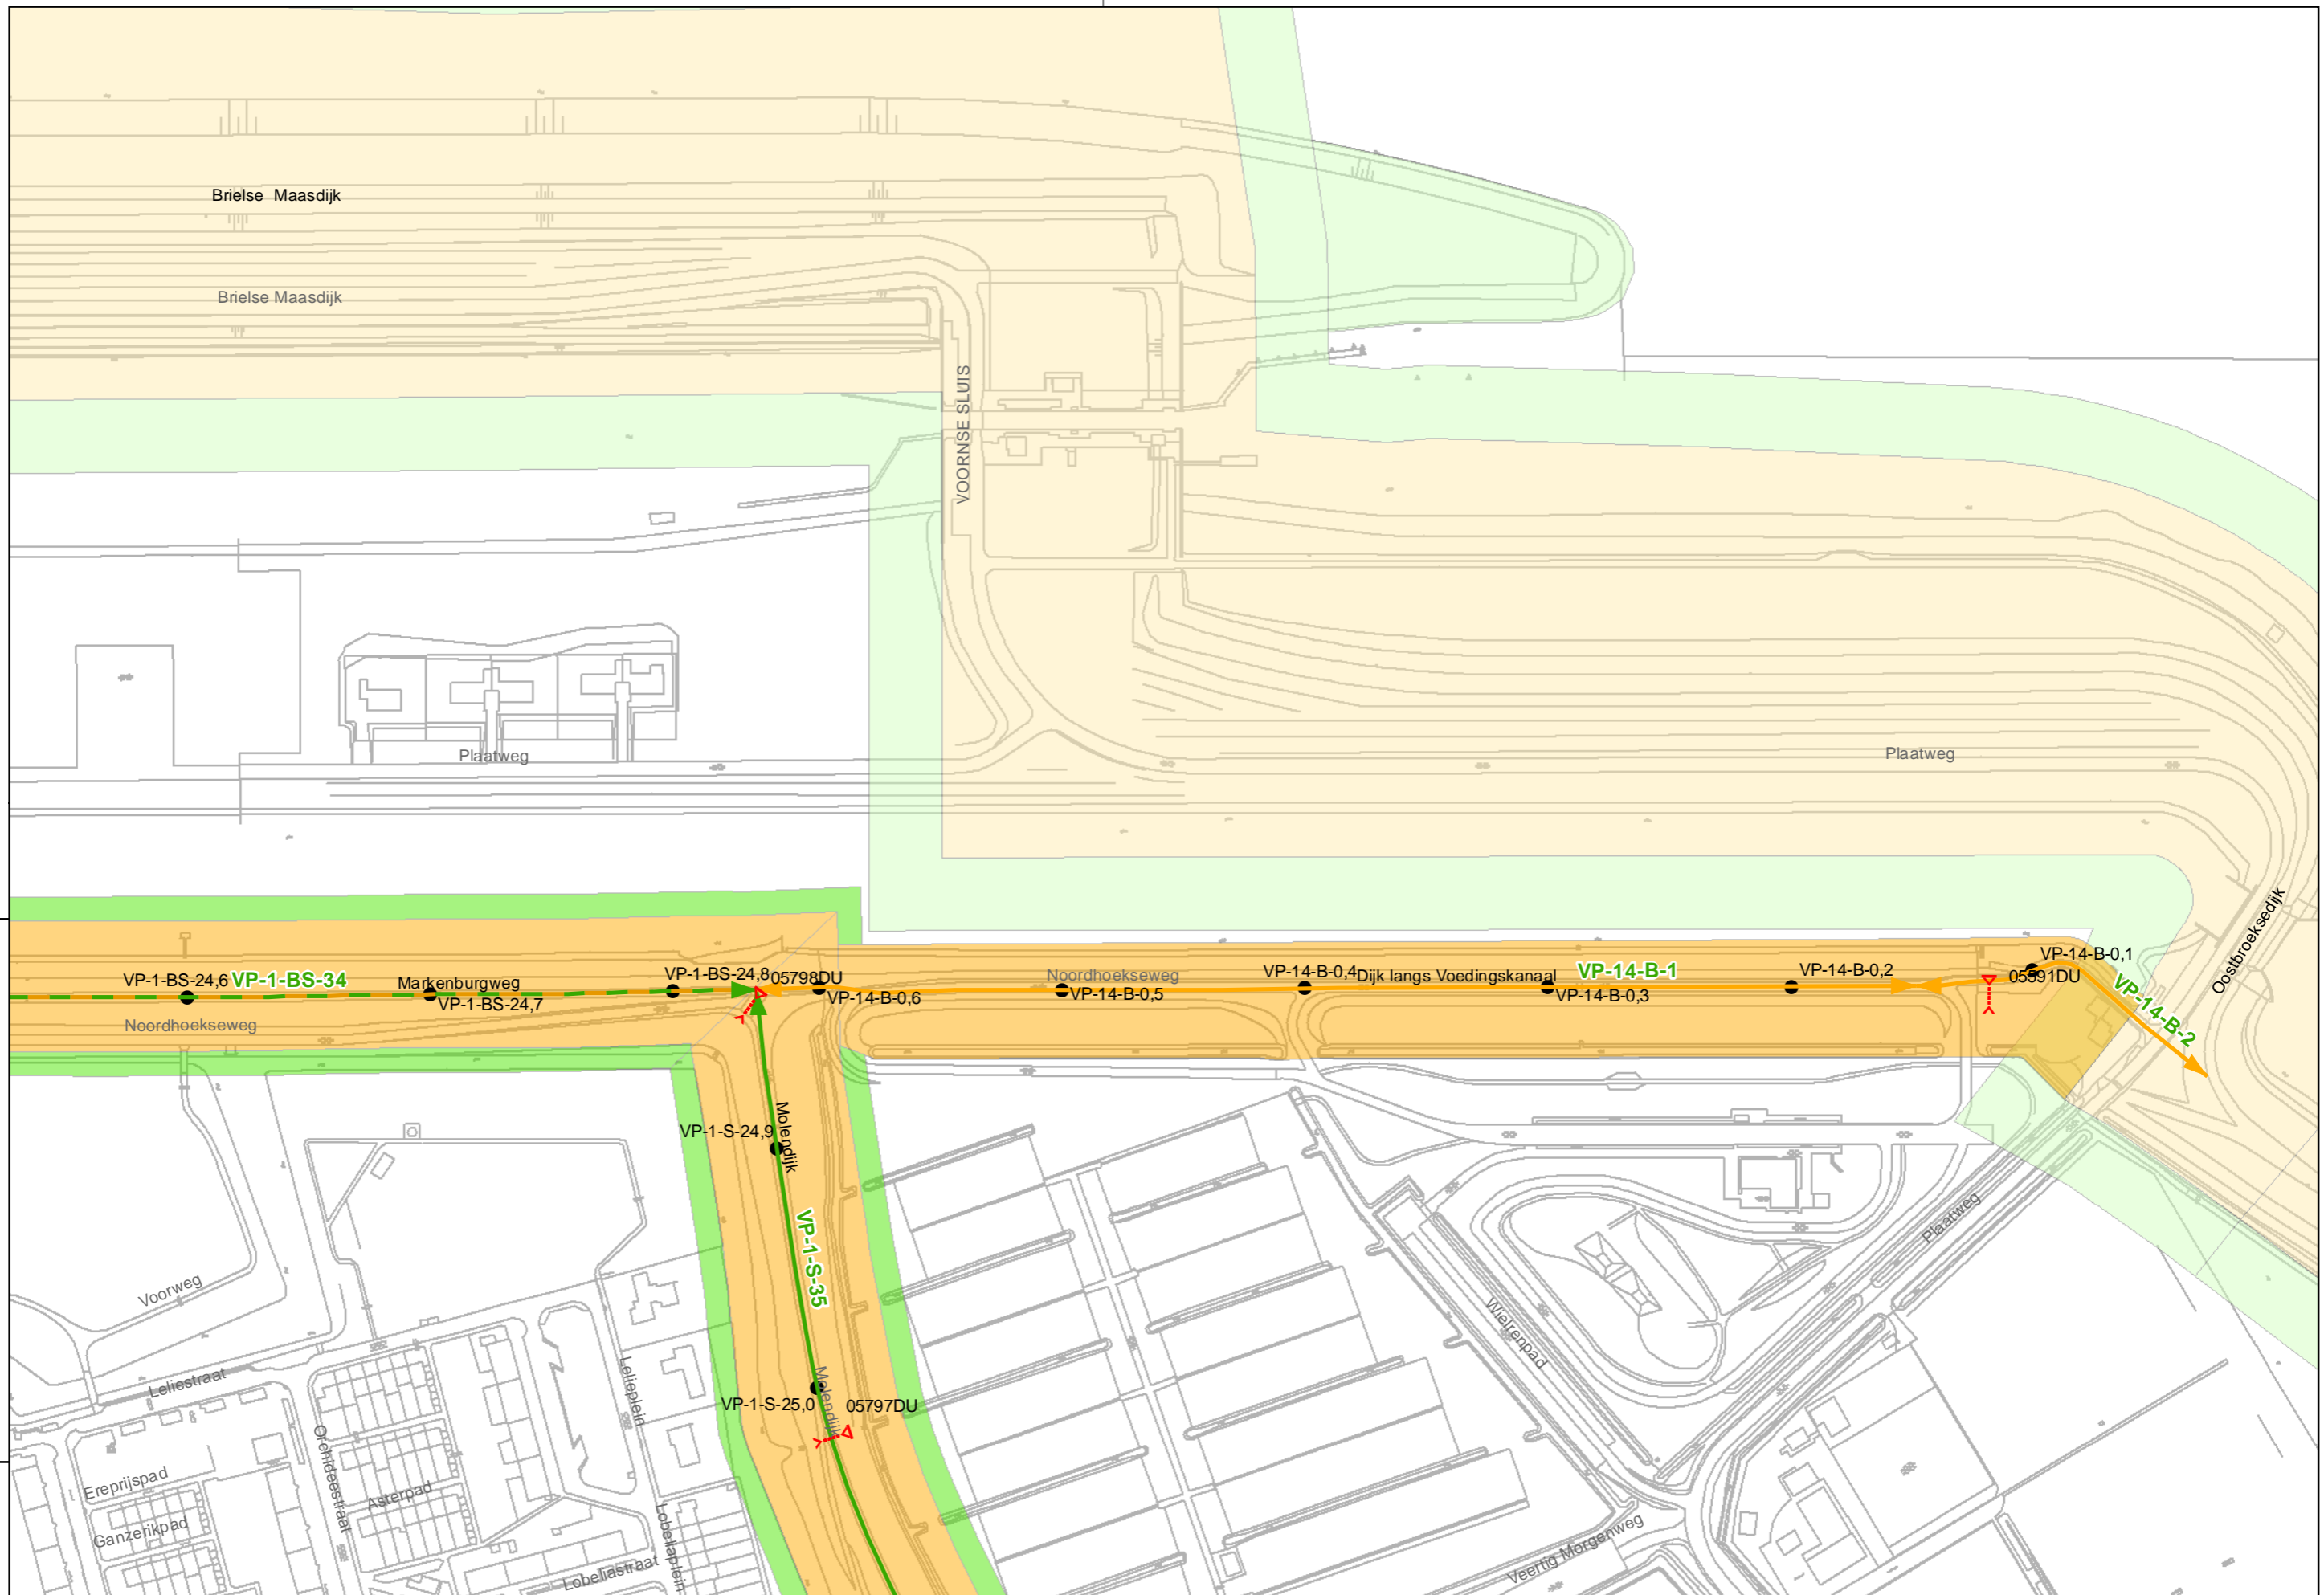 Brielse Maasdijk
Brielse Maasdijk
VOORNSE SLUIS
Plaatweg
Plaatweg
Oostbroeksedijk
VP-1-BS-24,6
VP-1-BS-34
Markenburgweg
VP-1-BS-24,7
VP-1-BS-24,8
05798DU
VP-14-B-0,6
Noordhoekseweg
VP-14-B-0,5
VP-14-B-0,4
Dijk langs Voedingskanaal
VP-14-B-1
VP-14-B-0,3
VP-14-B-0,2
VP-14-B-0,1
05591DU
VP-14-B-2
Noordhoekseweg
Molendijk
VP-1-S-24,9
VP-1-S-35
Molendijk
VP-1-S-25,0
05797DU
Plaatweg
Wielrenpad
Veertig Morgenweg
Voorweg
Leliestraat
Lelieplein
Orchideestraat
Ereprijspad
Asterpad
Ganzerikpad
Lobeliastraat
Lobeliaplein